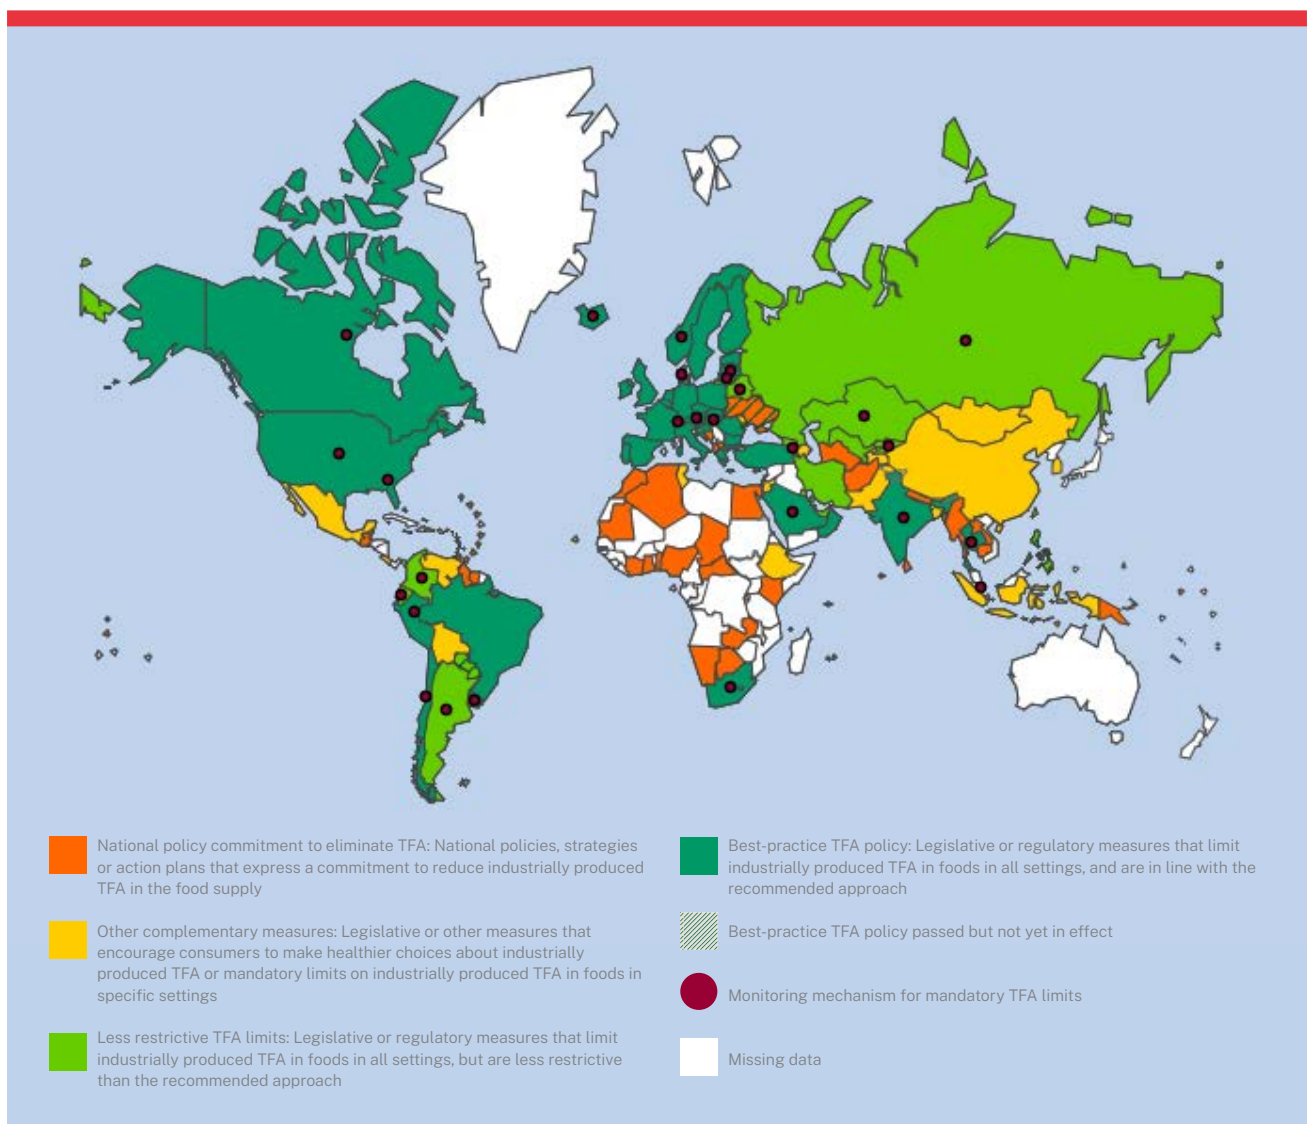 National policy commitment to eliminate TFA: National policies, strategies
or action plans that express a commitment to reduce industrially produced
TFA in the food supply
Other complementary measures: Legislative or other measures that
encourage consumers to make healthier choices about industrially
produced TFA or mandatory limits on industrially produced TFA in foods in
specific settings
Less restrictive TFA limits: Legislative or regulatory measures that limit
industrially produced TFA in foods in all settings, but are less restrictive
than the recommended approach
Best-practice TFA policy: Legislative or regulatory measures that limit
industrially produced TFA in foods in all settings, and are in line with the
recommended approach
Best-practice TFA policy passed but not yet in effect
Monitoring mechanism for mandatory TFA limits
Missing data